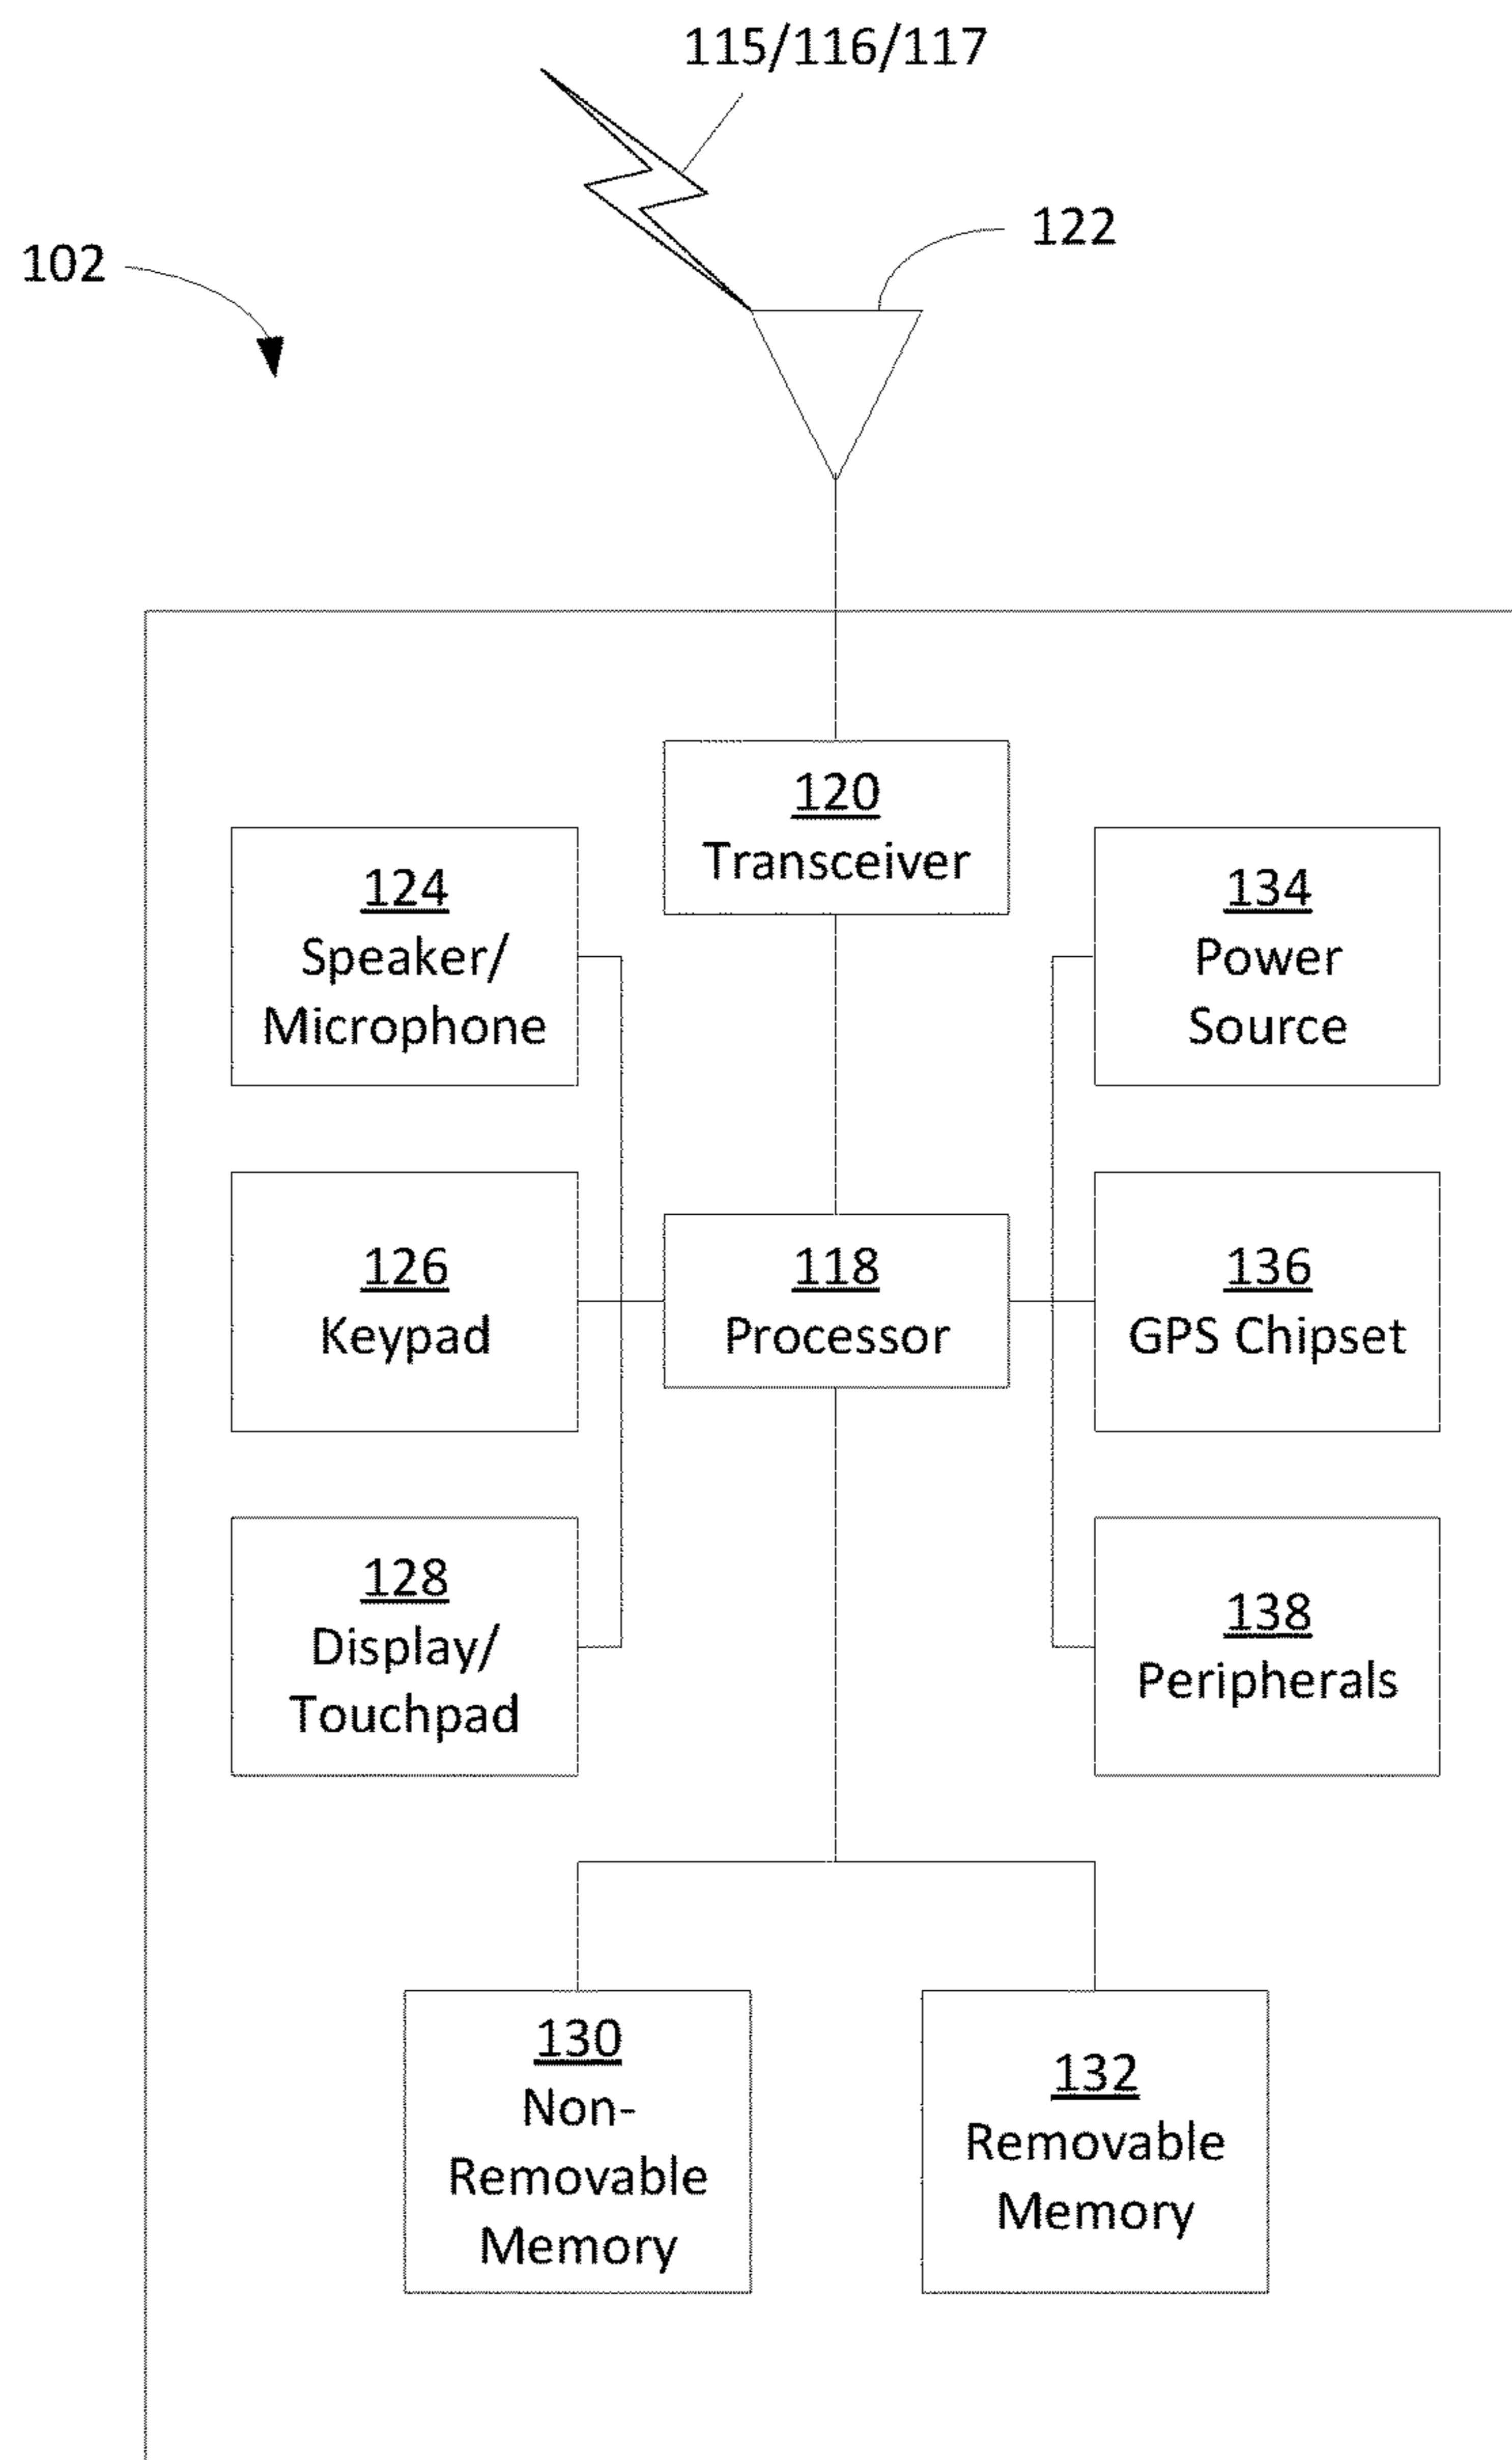 115/116/117
122
102
120
Transceiver
124
Speaker/
Microphone
134
Power
Source
126
Keypad
118
Processor
136
GPS Chipset
128
Display/
Touchpad
138
Peripherals
130
Non-
Removable
Memory
132
Removable
Memory